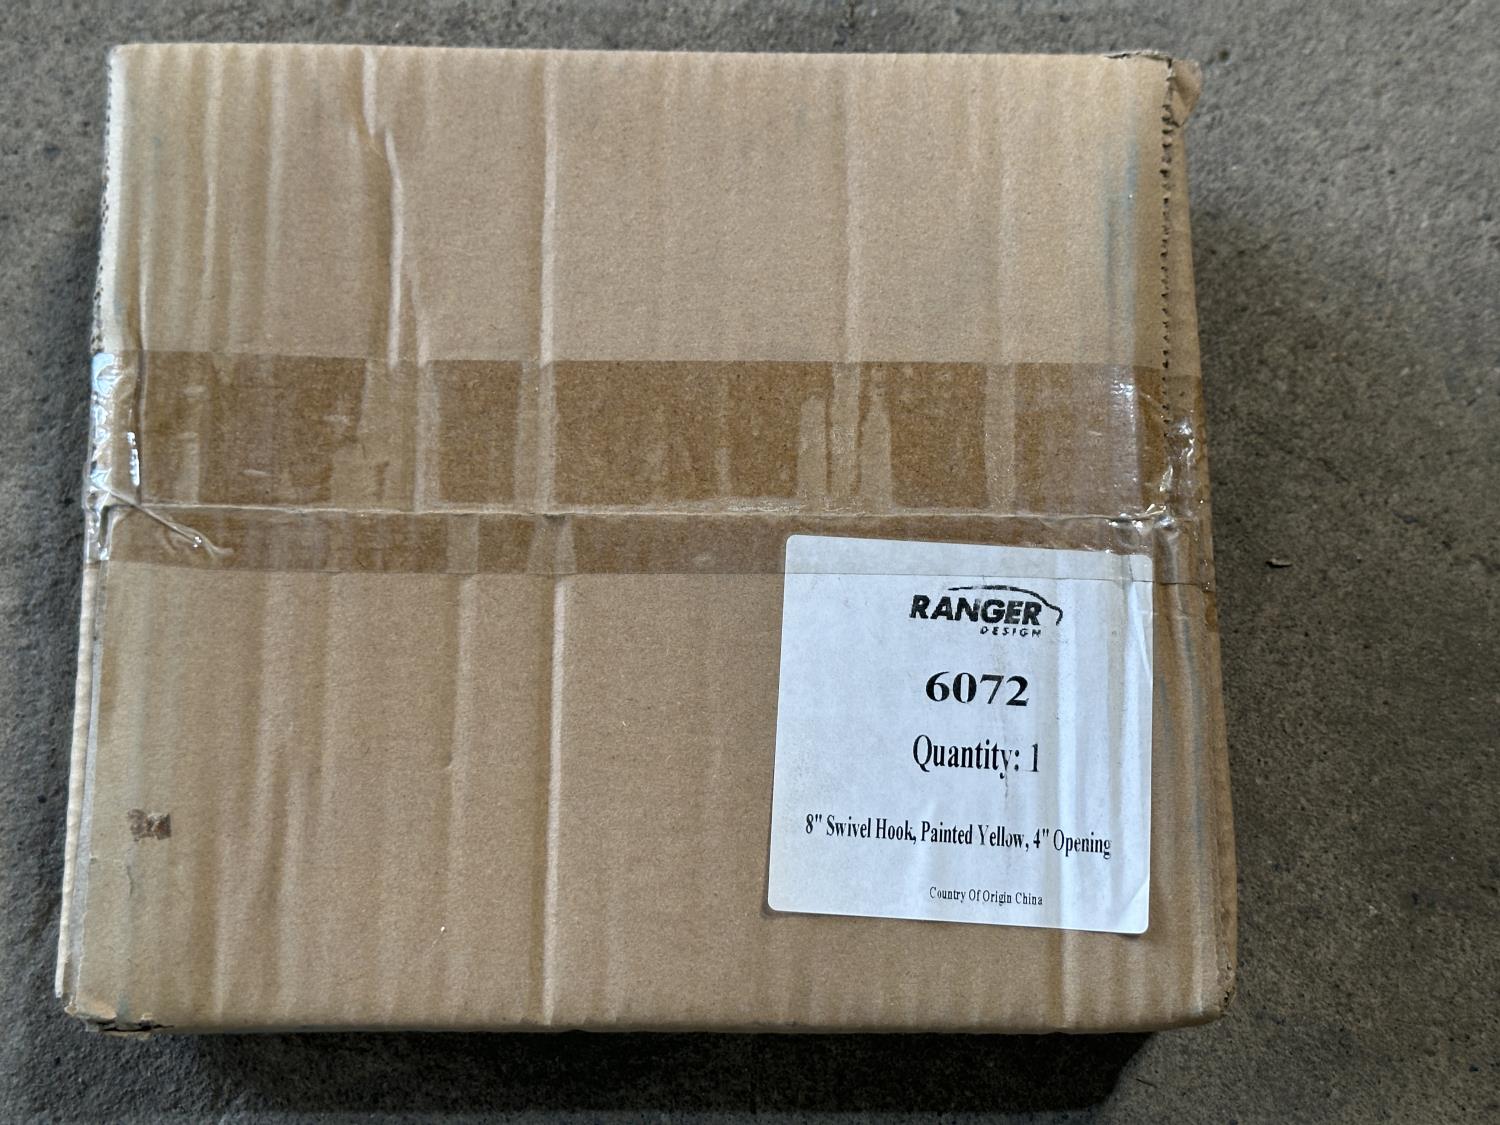 RANGER
DESIGN
6072
Quantity: 1
8" Swivel Hook, Painted Yellow, 4" Opening
Country Of Origin China